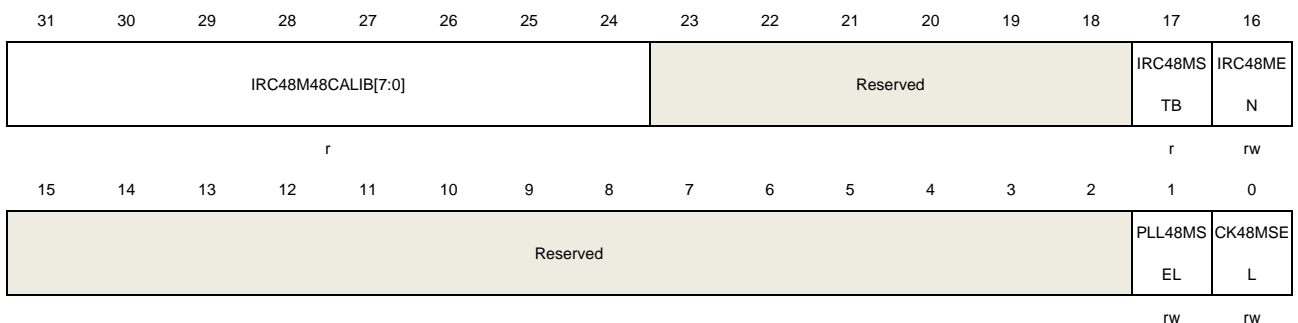 31 30 29 28 27 26 25 24 23 22 21 20 19 18 17 16
IRC48M48CALIB[7:0] Reserved IRC48MS IRC48ME
TB N
r r rw
15 14 13 12 11 10 9 8 7 6 5 4 3 2 1 0
Reserved PLL48MS CK48MSE
EL L
rw rw